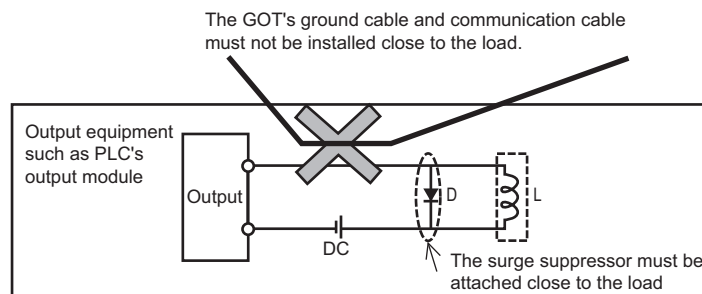 The GOT's ground cable and communication cable
must not be installed close to the load.
Output equipment
such as PLC's
output module
Output
D
L
DC
The surge suppressor must be
attached close to the load